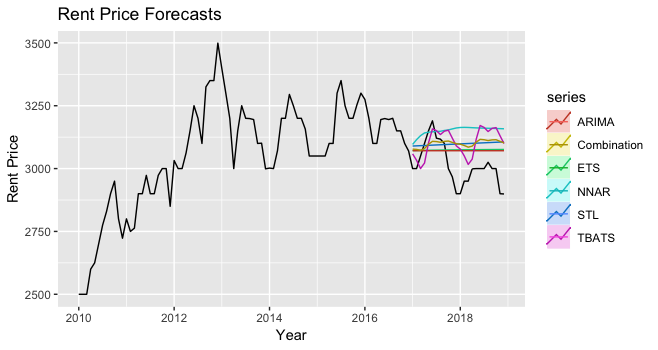 Rent Price Forecasts
3500
3250
3000
2750
2500
Rent Price
2010
2012
2014
2016
2018
Year
series
ARIMA
Combination
ETS
NNAR
STL
TBATS